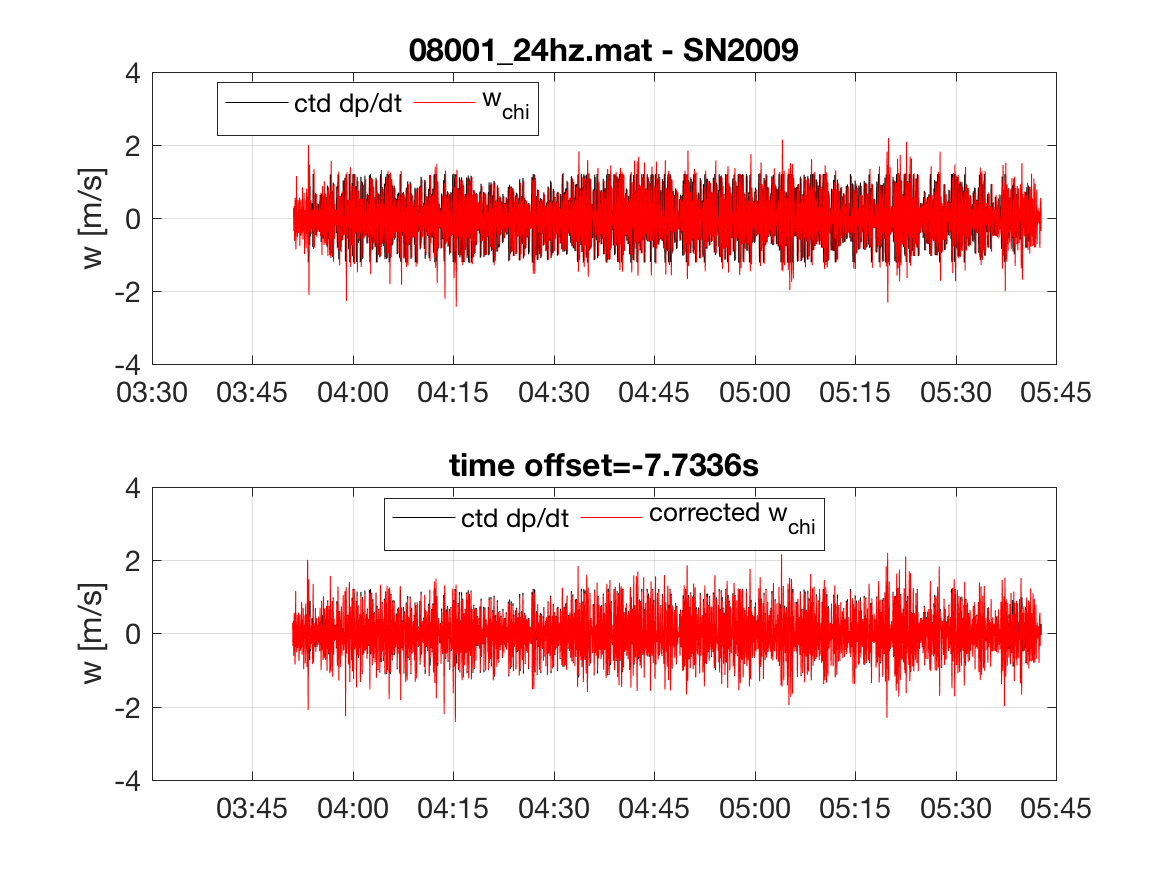 08001_24hz.mat - SN2009
4
ctd dp/dt w_chi
2
w [m/s]
0
-2
-4
03:30 03:45 04:00 04:15 04:30 04:45 05:00 05:15 05:30 05:45
time offset=-7.7336s
4
ctd dp/dt corrected w_chi
2
w [m/s]
0
-2
-4
03:45 04:00 04:15 04:30 04:45 05:00 05:15 05:30 05:45